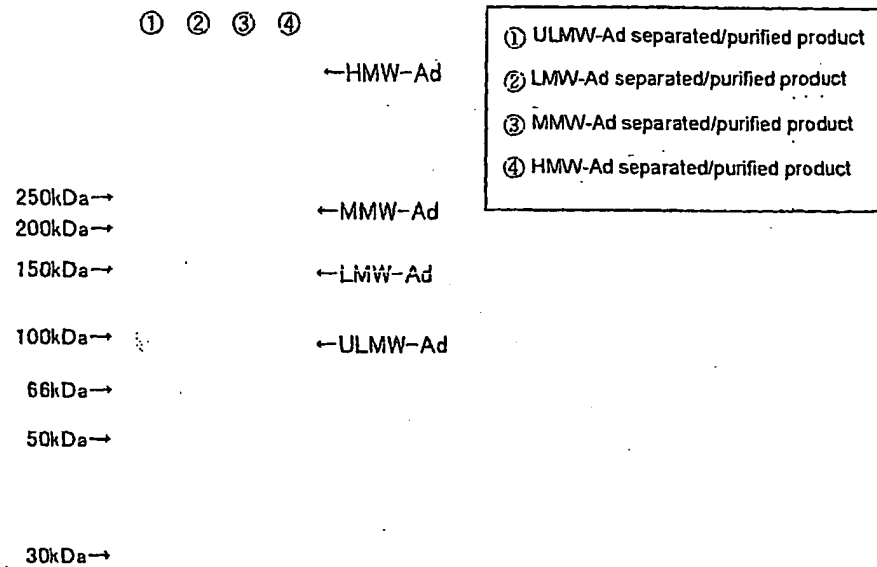 ① ② ③ ④
←HMW-Ad
250kDa→
←MMW-Ad
200kDa→
150kDa→
←LMW-Ad
100kDa→
←ULMW-Ad
66kDa→
50kDa→
30kDa→
① ULMW-Ad separated/purified product
② LMW-Ad separated/purified product
③ MMW-Ad separated/purified product
④ HMW-Ad separated/purified product